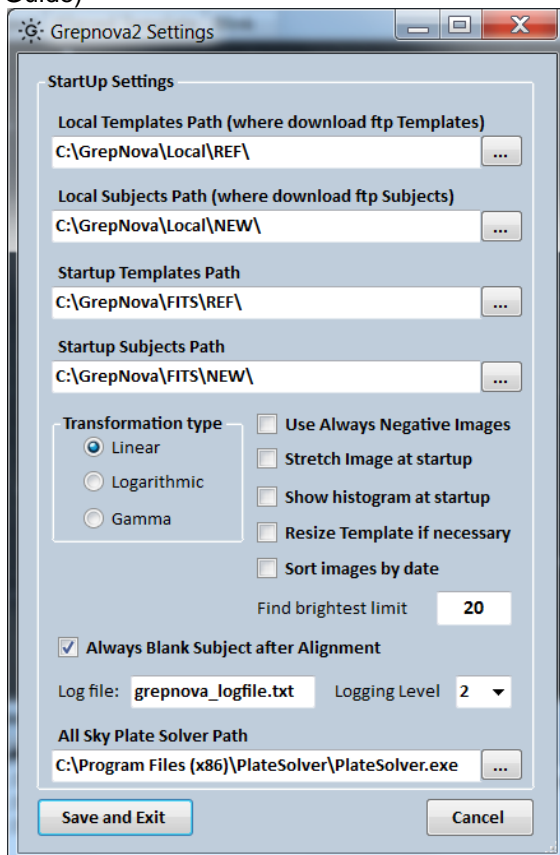 Guide)
Grepnova2 Settings
StartUp Settings
Local Templates Path (where download ftp Templates)
C:\GrepNova\Local\REF\
...
Local Subjects Path (where download ftp Subjects)
C:\GrepNova\Local\NEW\
...
Startup Templates Path
C:\GrepNova\FITS\REF\
...
Startup Subjects Path
C:\GrepNova\FITS\NEW\
...
Transformation type
Linear
Logarithmic
Gamma
Use Always Negative Images
Stretch Image at startup
Show histogram at startup
Resize Template if necessary
Sort images by date
Find brightest limit 20
Always Blank Subject after Alignment
Log file: grepnova_logfile.txt Logging Level 2
All Sky Plate Solver Path
C:\Program Files (x86)\PlateSolver\PlateSolver.exe
...
Save and Exit Cancel